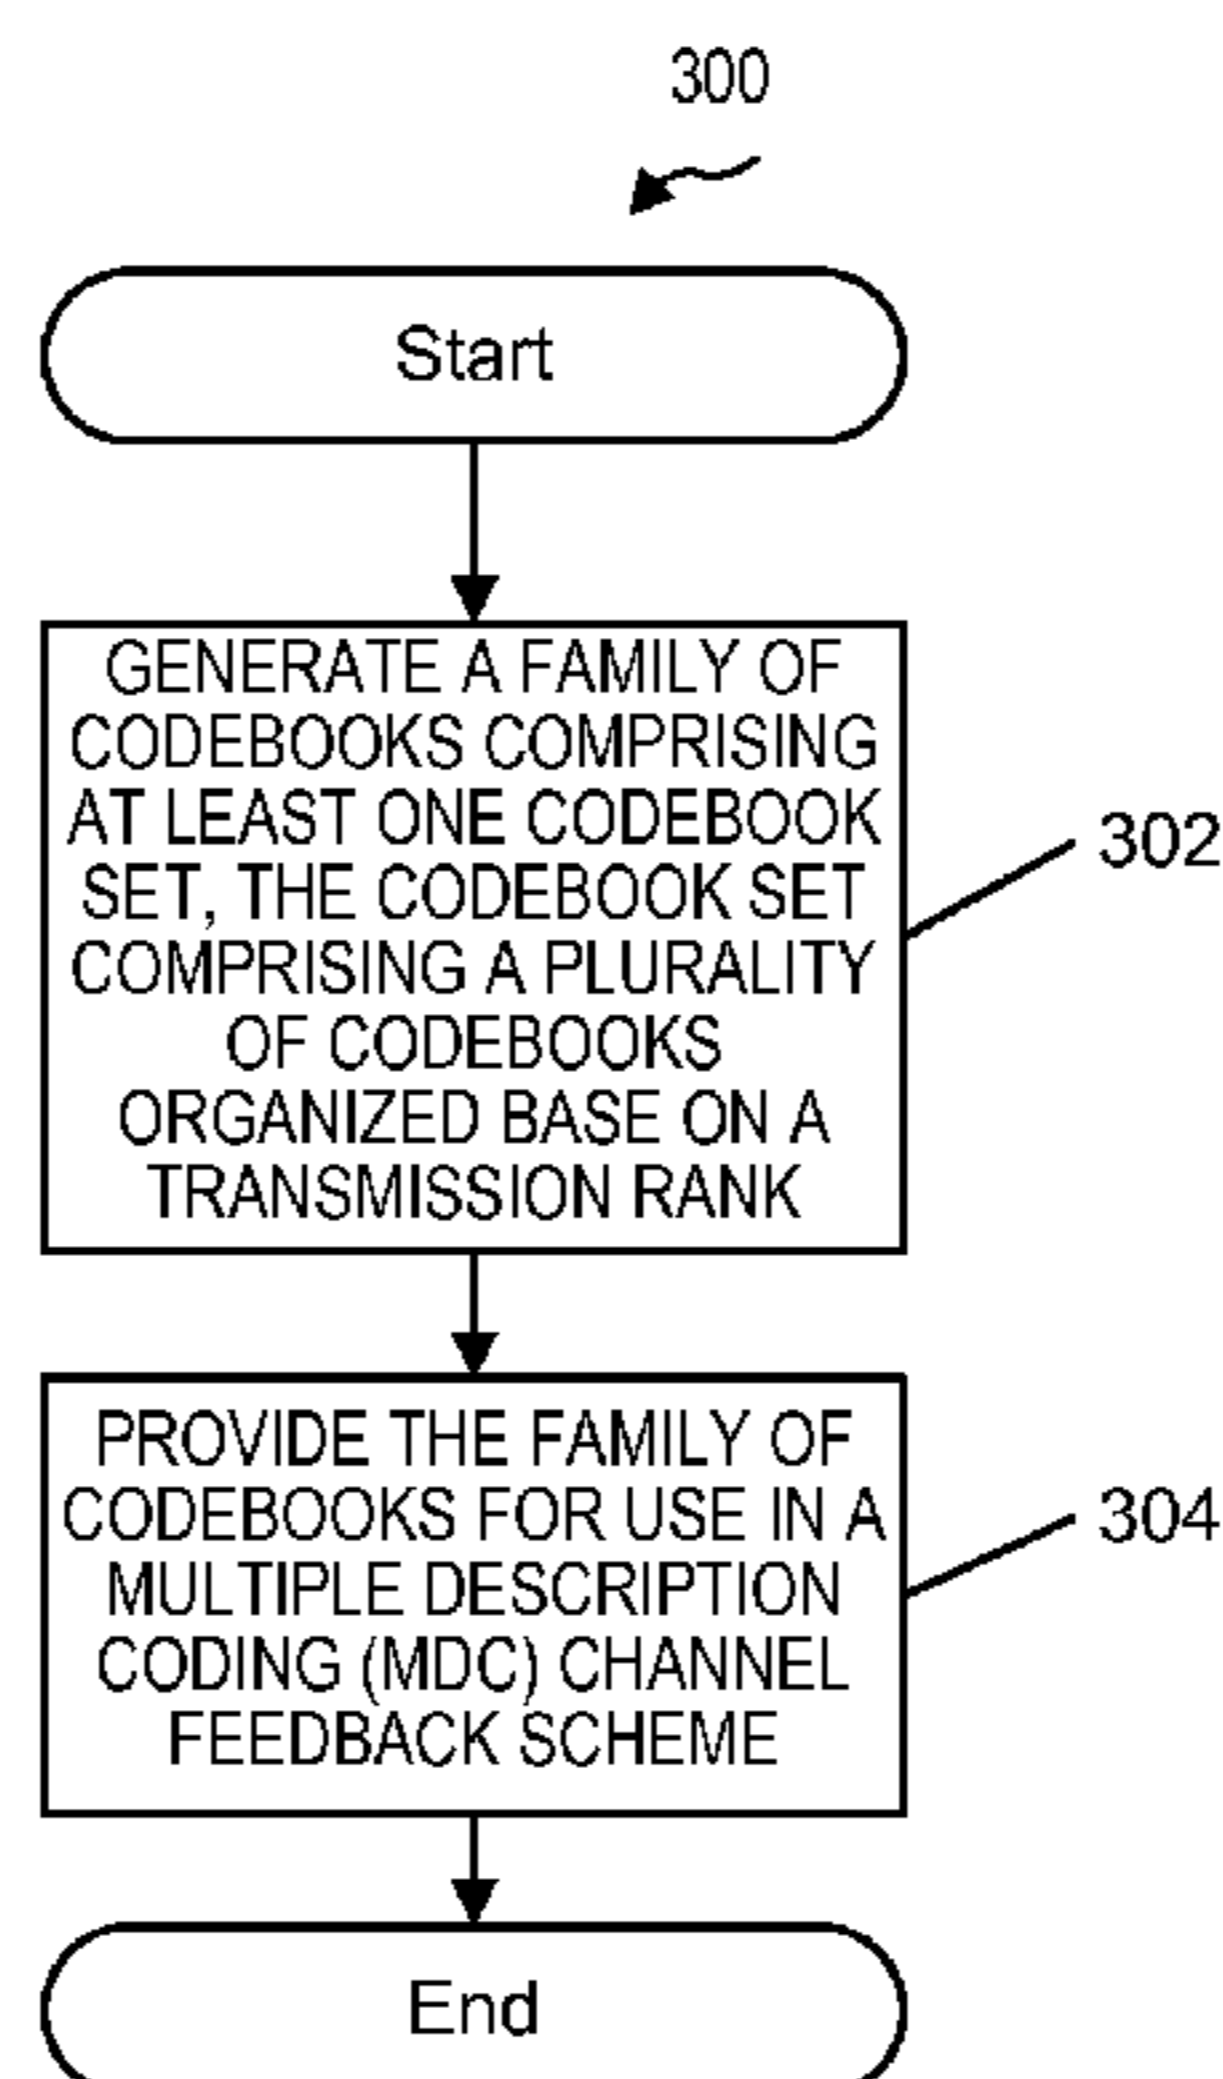 300
Start
GENERATE A FAMILY OF
CODEBOOKS COMPRISING
AT LEAST ONE CODEBOOK
SET, THE CODEBOOK SET
COMPRISING A PLURALITY
OF CODEBOOKS
ORGANIZED BASE ON A
TRANSMISSION RANK
302
PROVIDE THE FAMILY OF
CODEBOOKS FOR USE IN A
MULTIPLE DESCRIPTION
CODING (MDC) CHANNEL
FEEDBACK SCHEME
304
End